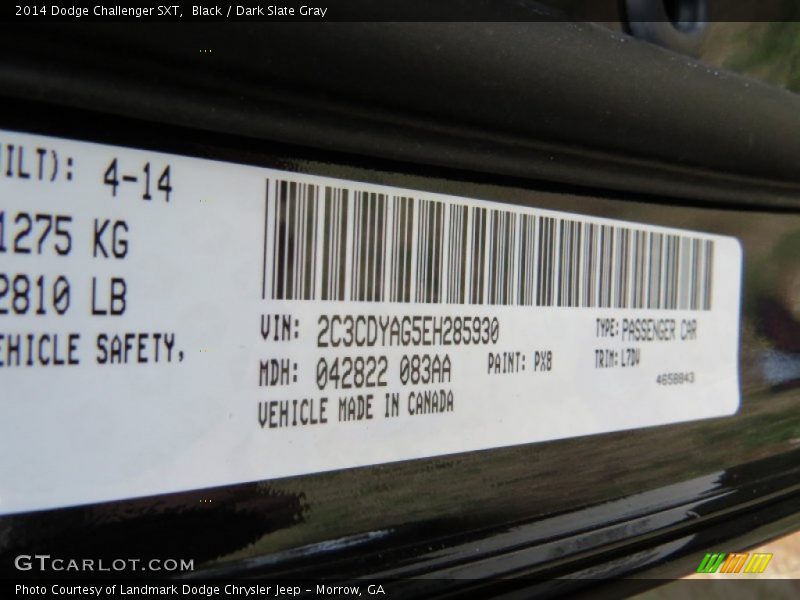 2014 Dodge Challenger SXT,  Black / Dark Slate Gray
4-14
1275 KG
2810 LB
SAFETY,
VIN: 2C3CDYAG5EH285930
TYPE: PASSENGER CAR
MDH: 042822 083AA
PAINT: PX8
TRIM: L7DV
4658843
VEHICLE MADE IN CANADA
GTCARLOT.COM
Photo Courtesy of Landmark Dodge Chrysler Jeep - Morrow, GA